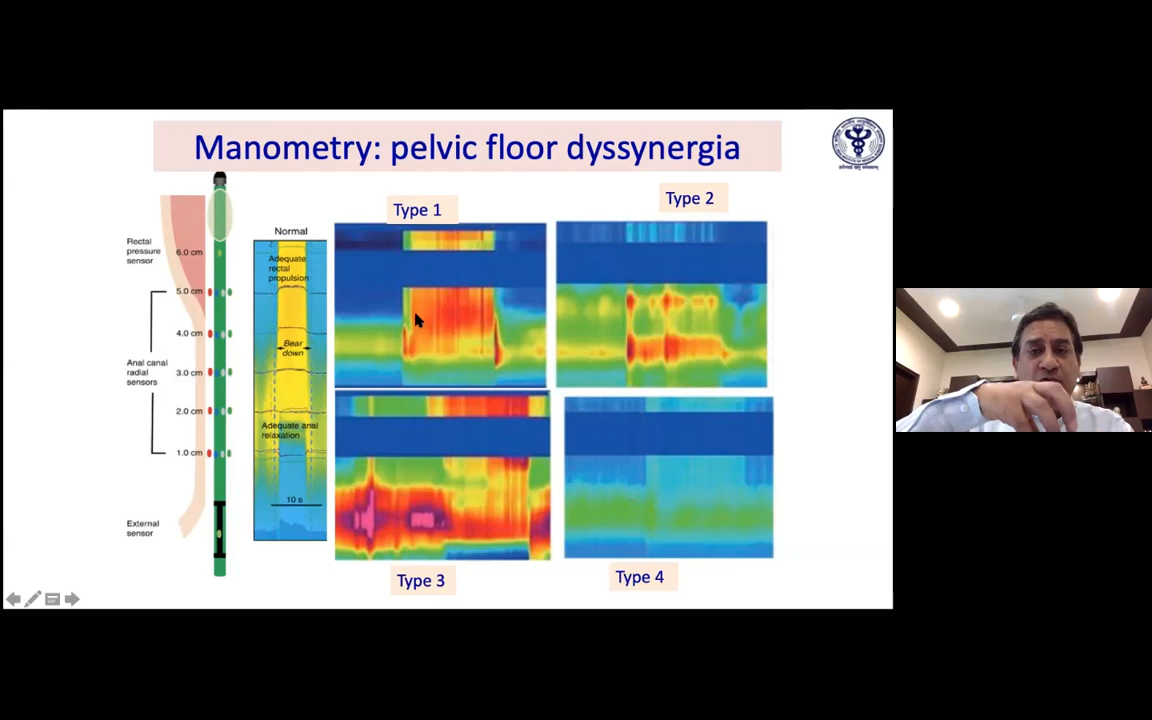 Manometry: pelvic floor dyssynergia
Type 1
Type 2
Rectal
pressure
sensor
6.0 cm
5.0 cm
4.0 cm
Anal canal
radial
sensors
3.0 cm
2.0 cm
1.0 cm
External
sensor
Normal
Adequate
rectal
propulsion
Bear
down
Adequate anal
relaxation
10 s
Type 3
Type 4